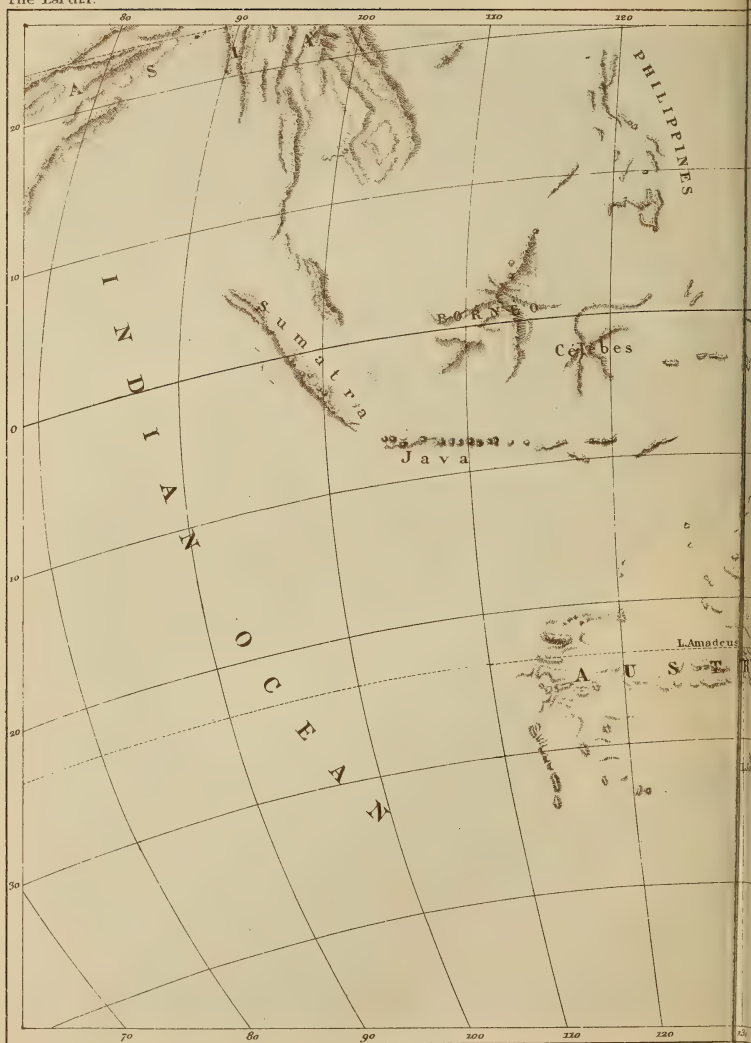 The Earth.
80 90 100 110 120
A S I A
20
PHILIPPINES
10
INDIAN OCEAN
Sumatra
BORNEO
Célebes
0
Java
10
L. Amadeus
A U S T R
20
30
70 80 90 100 110 120